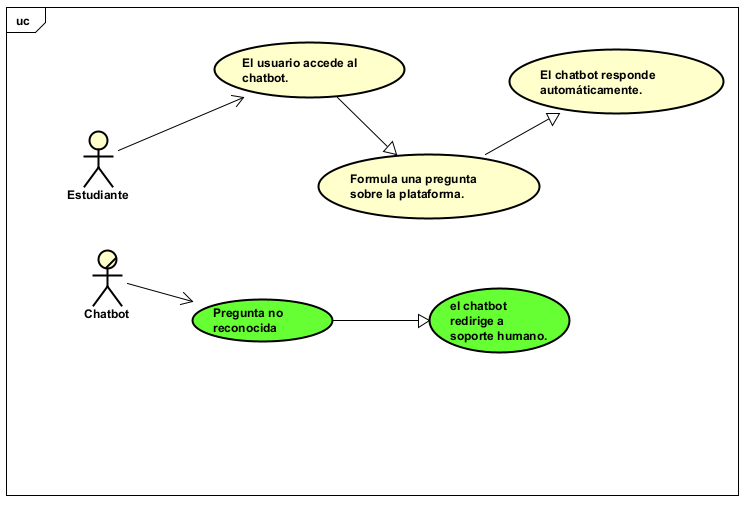 uc
El usuario accede al
chatbot.
El chatbot responde
automáticamente.
Formula una pregunta
sobre la plataforma.
Estudiante
Chatbot
Pregunta no
reconocida
el chatbot
redirige a
soporte humano.